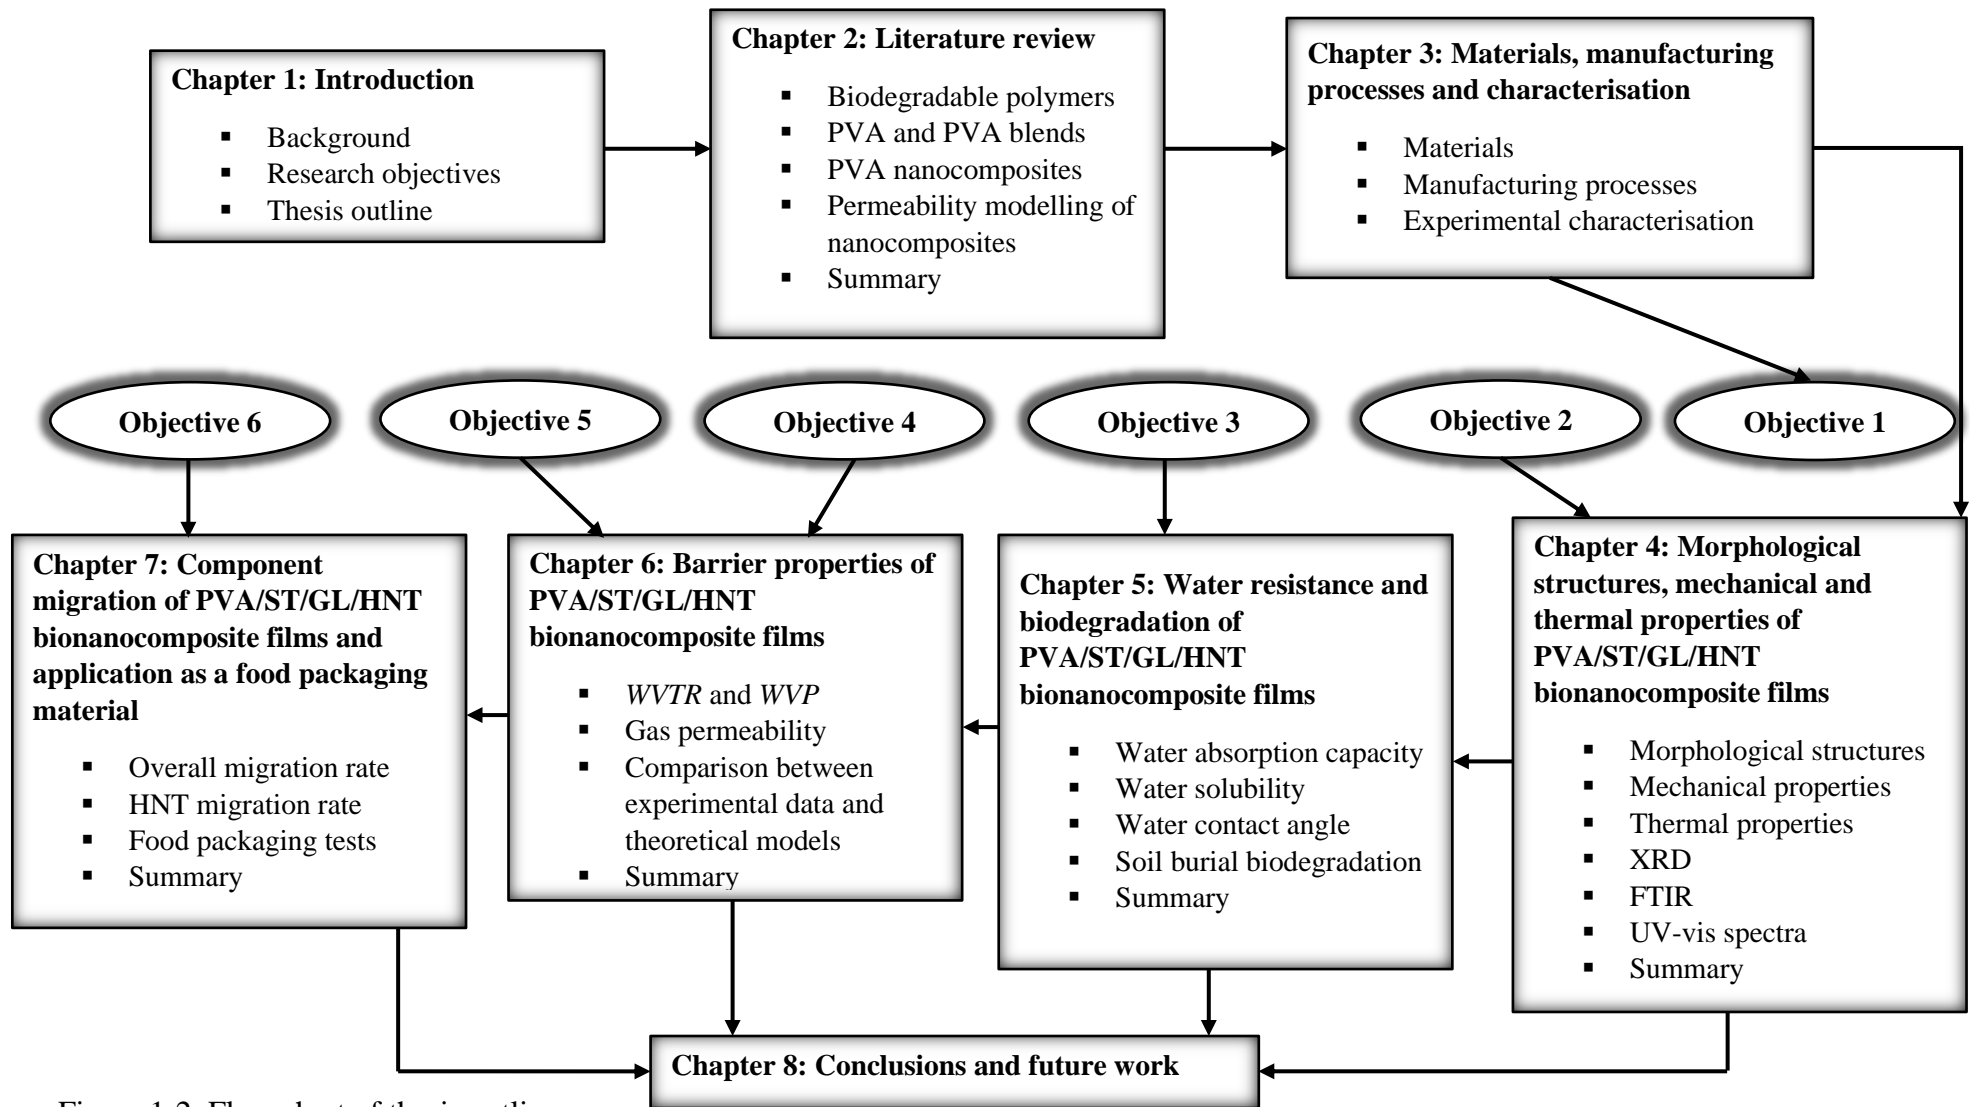 Chapter 1: Introduction
▪ Background
▪ Research objectives
▪ Thesis outline
Chapter 2: Literature review
▪ Biodegradable polymers
▪ PVA and PVA blends
▪ PVA nanocomposites
▪ Permeability modelling of
nanocomposites
▪ Summary
Chapter 3: Materials, manufacturing
processes and characterisation
▪ Materials
▪ Manufacturing processes
▪ Experimental characterisation
Objective 6
Objective 5
Objective 4
Objective 3
Objective 2
Objective 1
Chapter 7: Component
migration of PVA/ST/GL/HNT
bionanocomposite films and
application as a food packaging
material
▪ Overall migration rate
▪ HNT migration rate
▪ Food packaging tests
▪ Summary
Chapter 6: Barrier properties of
PVA/ST/GL/HNT
bionanocomposite films
▪ WVTR and WVP
▪ Gas permeability
▪ Comparison between
experimental data and
theoretical models
▪ Summary
Chapter 5: Water resistance and
biodegradation of
PVA/ST/GL/HNT
bionanocomposite films
▪ Water absorption capacity
▪ Water solubility
▪ Water contact angle
▪ Soil burial biodegradation
▪ Summary
Chapter 4: Morphological
structures, mechanical and
thermal properties of
PVA/ST/GL/HNT
bionanocomposite films
▪ Morphological structures
▪ Mechanical properties
▪ Thermal properties
▪ XRD
▪ FTIR
▪ UV-vis spectra
▪ Summary
Chapter 8: Conclusions and future work